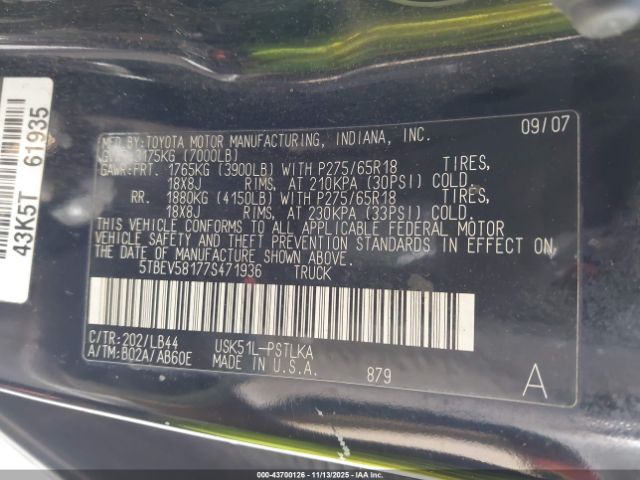 43K5T 61935
MFD BY: TOYOTA MOTOR MANUFACTURING, INDIANA, INC. 09/07
GVWR 3175KG (7000LB)
GAWR:FRT. 1765KG (3900LB) WITH P275/65R18 TIRES,
18X8J RIMS, AT 210KPA (30PSI) COLD.
RR. 1880KG (4150LB) WITH P275/65R18 TIRES,
18X8J RIMS, AT 230KPA (33PSI) COLD.
THIS VEHICLE CONFORMS TO ALL APPLICABLE FEDERAL MOTOR
VEHICLE SAFETY AND THEFT PREVENTION STANDARDS IN EFFECT ON
THE DATE OF MANUFACTURE SHOWN ABOVE.
5TBEV58177S471936 TRUCK
C/TR:202/LB44 USK51L-PSTLKA
A/TM:B02A/AB60E MADE IN U.S.A. 879 A
IAA
#: 000-43700126 | 11/13/2025 - impactauto.ca